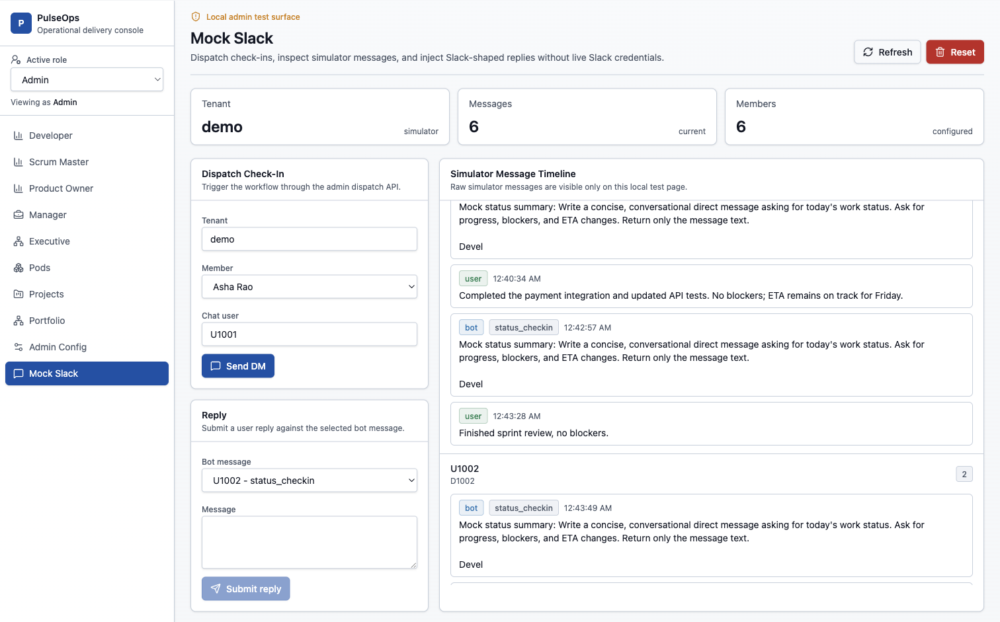 P
PulseOps
Operational delivery console
Active role
Admin
Viewing as Admin
Developer
Scrum Master
Product Owner
Manager
Executive
Pods
Projects
Portfolio
Admin Config
Mock Slack
Local admin test surface
Mock Slack
Dispatch check-ins, inspect simulator messages, and inject Slack-shaped replies without live Slack credentials.
Refresh
Reset
Tenant
demo
simulator
Messages
6
current
Members
6
configured
Dispatch Check-In
Trigger the workflow through the admin dispatch API.
Tenant
demo
Member
Asha Rao
Chat user
U1001
Send DM
Reply
Submit a user reply against the selected bot message.
Bot message
U1002 - status_checkin
Message
Submit reply
Simulator Message Timeline
Raw simulator messages are visible only on this local test page.
Mock status summary: Write a concise, conversational direct message asking for today's work status. Ask for
progress, blockers, and ETA changes. Return only the message text.
Devel
user 12:40:34 AM
Completed the payment integration and updated API tests. No blockers; ETA remains on track for Friday.
bot status_checkin 12:42:57 AM
Mock status summary: Write a concise, conversational direct message asking for today's work status. Ask for
progress, blockers, and ETA changes. Return only the message text.
Devel
user 12:43:28 AM
Finished sprint review, no blockers.
U1002
D1002
2
bot status_checkin 12:43:49 AM
Mock status summary: Write a concise, conversational direct message asking for today's work status. Ask for
progress, blockers, and ETA changes. Return only the message text.
Devel